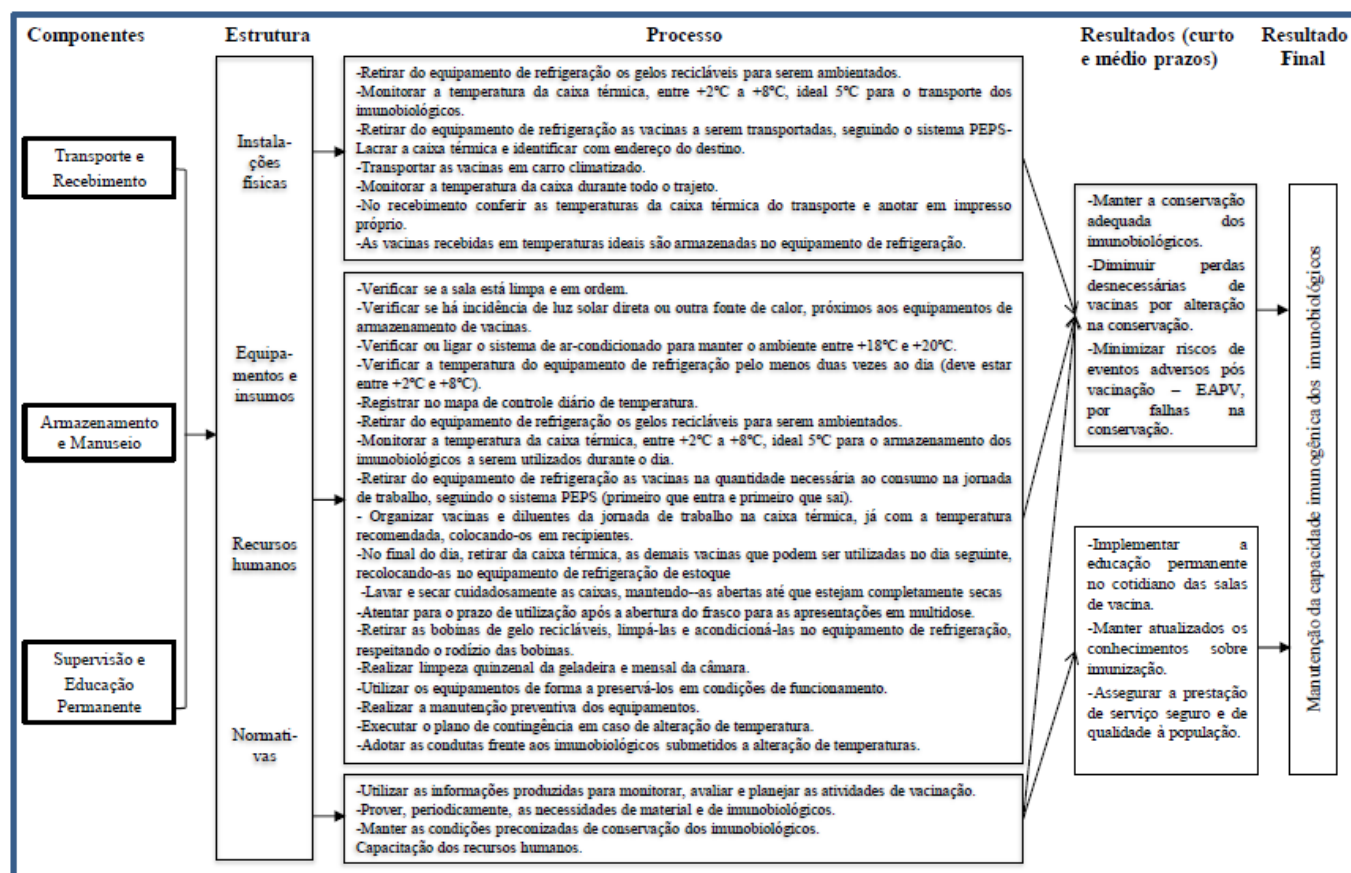 Componentes
Estrutura
Processo
Resultados (curto
e médio prazos)
Resultado
Final
Transporte e
Recebimento
Armazenamento
e Manuseio
Supervisão e
Educação
Permanente
Instala-
ções
físicas
Equipa-
mentos e
insumos
Recursos
humanos
Normati-
vas
-Retirar do equipamento de refrigeração os gelos recicláveis para serem ambientados.
-Monitorar a temperatura da caixa térmica, entre +2ºC a +8ºC, ideal 5ºC para o transporte dos
imunobiológicos.
-Retirar do equipamento de refrigeração as vacinas a serem transportadas, seguindo o sistema PEPS-
Lacrar a caixa térmica e identificar com endereço do destino.
-Transportar as vacinas em carro climatizado.
-Monitorar a temperatura da caixa durante todo o trajeto.
-No recebimento conferir as temperaturas da caixa térmica do transporte e anotar em impresso
próprio.
-As vacinas recebidas em temperaturas ideais são armazenadas no equipamento de refrigeração.
-Verificar se a sala está limpa e em ordem.
-Verificar se há incidência de luz solar direta ou outra fonte de calor, próximos aos equipamentos de
armazenamento de vacinas.
-Verificar ou ligar o sistema de ar-condicionado para manter o ambiente entre +18ºC e +20ºC.
-Verificar a temperatura do equipamento de refrigeração pelo menos duas vezes ao dia (deve estar
entre +2ºC e +8ºC).
-Registrar no mapa de controle diário de temperatura.
-Retirar do equipamento de refrigeração os gelos recicláveis para serem ambientados.
-Monitorar a temperatura da caixa térmica, entre +2ºC a +8ºC, ideal 5ºC para o armazenamento dos
imunobiológicos a serem utilizados durante o dia.
-Retirar do equipamento de refrigeração as vacinas na quantidade necessária ao consumo na jornada
de trabalho, seguindo o sistema PEPS (primeiro que entra e primeiro que sai).
- Organizar vacinas e diluentes da jornada de trabalho na caixa térmica, já com a temperatura
recomendada, colocando-os em recipientes.
-No final do dia, retirar da caixa térmica, as demais vacinas que podem ser utilizadas no dia seguinte,
recolocando-as no equipamento de refrigeração de estoque
-Lavar e secar cuidadosamente as caixas, mantendo--as abertas até que estejam completamente secas
-Atentar para o prazo de utilização após a abertura do frasco para as apresentações em multidose.
-Retirar as bobinas de gelo recicláveis, limpá-las e acondicioná-las no equipamento de refrigeração,
respeitando o rodízio das bobinas.
-Realizar limpeza quinzenal da geladeira e mensal da câmara.
-Utilizar os equipamentos de forma a preservá-los em condições de funcionamento.
-Realizar a manutenção preventiva dos equipamentos.
-Executar o plano de contingência em caso de alteração de temperatura.
-Adotar as condutas frente aos imunobiológicos submetidos a alteração de temperaturas.
-Utilizar as informações produzidas para monitorar, avaliar e planejar as atividades de vacinação.
-Prover, periodicamente, as necessidades de material e de imunobiológicos.
-Manter as condições preconizadas de conservação dos imunobiológicos.
Capacitação dos recursos humanos.
-Manter a conservação
adequada dos
imunobiológicos.
-Diminuir perdas
desnecessárias de
vacinas por alteração
na conservação.
-Minimizar riscos de
eventos adversos pós
vacinação – EAPV,
por falhas na
conservação.
-Implementar a
educação permanente
no cotidiano das salas
de vacina.
-Manter atualizados os
conhecimentos sobre
imunização.
-Assegurar a prestação
de serviço seguro e de
qualidade à população.
Manutenção da capacidade imunogênica dos imunobiológicos